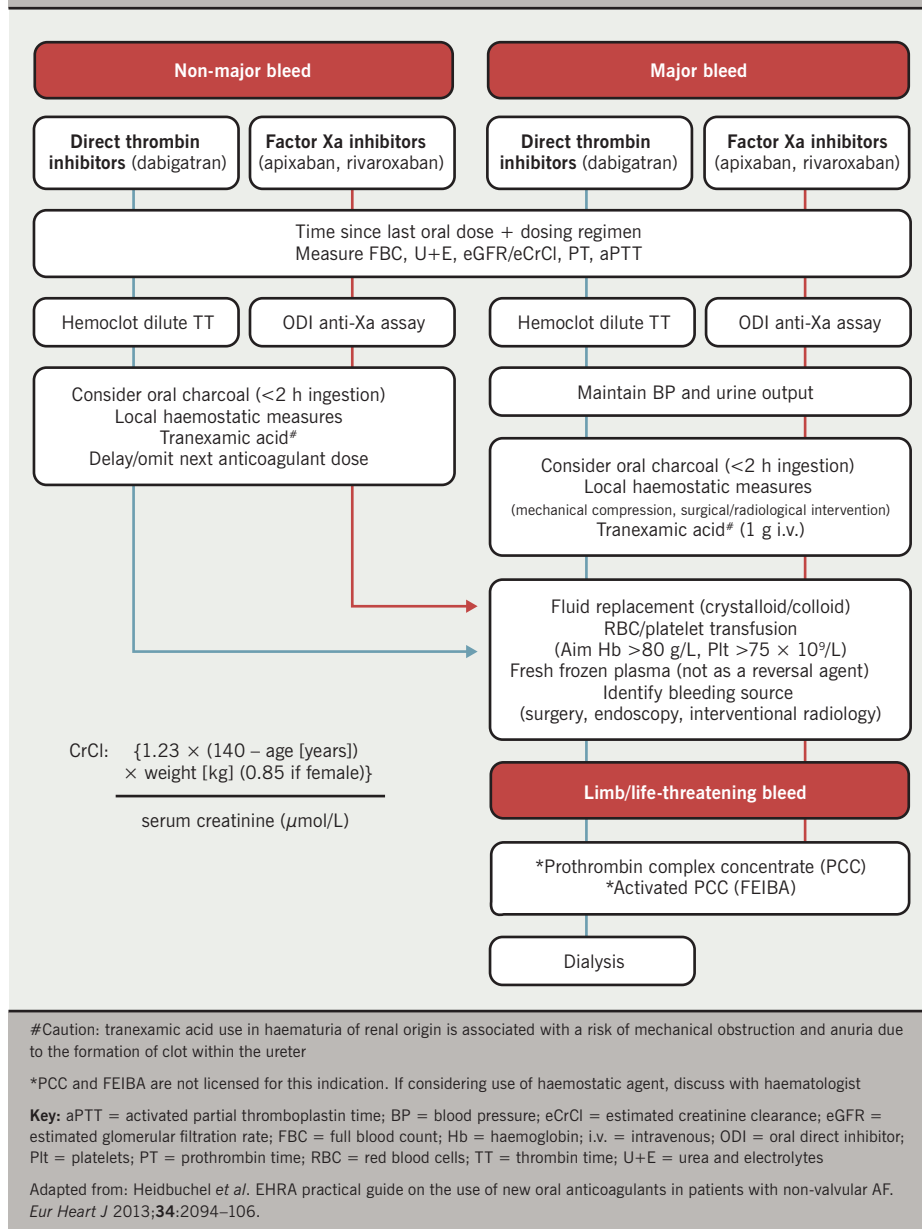 Non-major bleed
Major bleed
Direct thrombin
inhibitors (dabigatran)
Factor Xa inhibitors
(apixaban, rivaroxaban)
Direct thrombin
inhibitors (dabigatran)
Factor Xa inhibitors
(apixaban, rivaroxaban)
Time since last oral dose + dosing regimen
Measure FBC, U+E, eGFR/eCrCl, PT, aPTT
Hemoclot dilute TT
ODI anti-Xa assay
Hemoclot dilute TT
ODI anti-Xa assay
Consider oral charcoal (<2 h ingestion)
Local haemostatic measures
Tranexamic acid#
Delay/omit next anticoagulant dose
Maintain BP and urine output
Consider oral charcoal (<2 h ingestion)
Local haemostatic measures
(mechanical compression, surgical/radiological intervention)
Tranexamic acid# (1 g i.v.)
Fluid replacement (crystalloid/colloid)
RBC/platelet transfusion
(Aim Hb >80 g/L, Plt >75 × 10⁹/L)
Fresh frozen plasma (not as a reversal agent)
Identify bleeding source
(surgery, endoscopy, interventional radiology)
CrCl: {1.23 × (140 – age [years])
× weight [kg] (0.85 if female)}
serum creatinine (μmol/L)
Limb/life-threatening bleed
*Prothrombin complex concentrate (PCC)
*Activated PCC (FEIBA)
Dialysis
#Caution: tranexamic acid use in haematuria of renal origin is associated with a risk of mechanical obstruction and anuria due
to the formation of clot within the ureter
*PCC and FEIBA are not licensed for this indication. If considering use of haemostatic agent, discuss with haematologist
Key: aPTT = activated partial thromboplastin time; BP = blood pressure; eCrCl = estimated creatinine clearance; eGFR =
estimated glomerular filtration rate; FBC = full blood count; Hb = haemoglobin; i.v. = intravenous; ODI = oral direct inhibitor;
Plt = platelets; PT = prothrombin time; RBC = red blood cells; TT = thrombin time; U+E = urea and electrolytes
Adapted from: Heidbuchel et al. EHRA practical guide on the use of new oral anticoagulants in patients with non-valvular AF.
Eur Heart J 2013;34:2094–106.